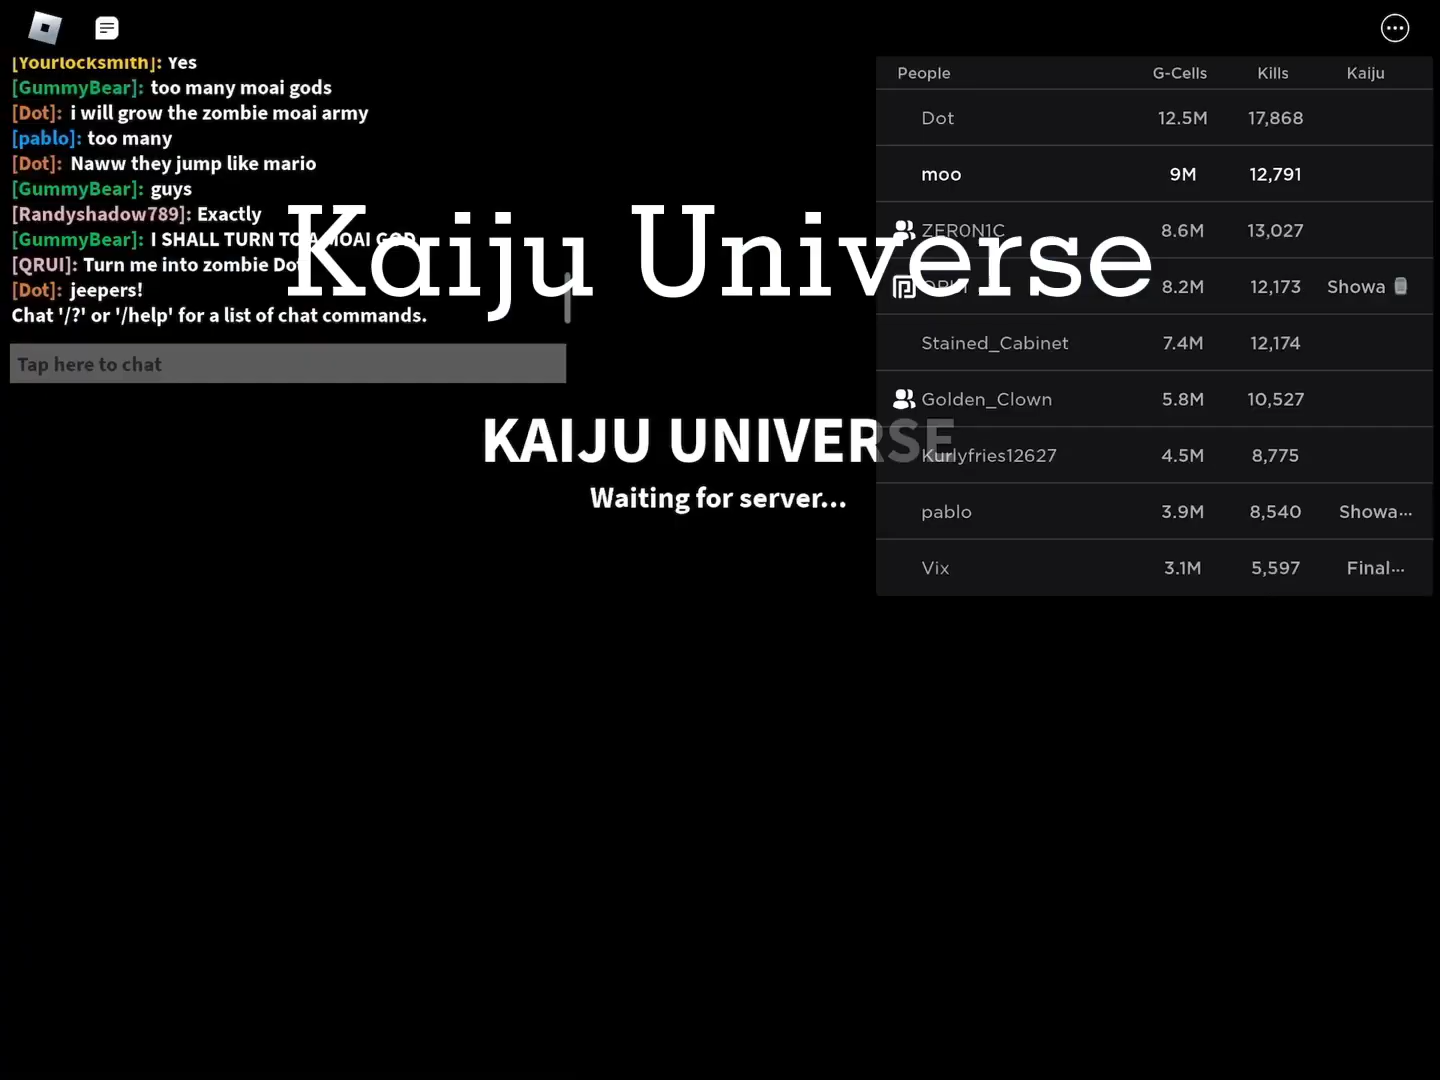 [Yourlocksmith]: Yes
[GummyBear]: too many moai gods
[Dot]: i will grow the zombie moai army
[pablo]: too many
[Dot]: Naww they jump like mario
[GummyBear]: guys
[Randyshadow789]: Exactly
[GummyBear]: I SHALL TURN TO A MOAI GOD
[QRUI]: Turn me into zombie Dot
[Dot]: jeepers!
Chat '/?' or '/help' for a list of chat commands.
Tap here to chat
Kaiju Universe
KAIJU UNIVERSE
Waiting for server...
People G-Cells Kills Kaiju
Dot 12.5M 17,868
moo 9M 12,791
ZER0N1C 8.6M 13,027
8.2M 12,173 Showa
Stained_Cabinet 7.4M 12,174
Golden_Clown 5.8M 10,527
Kurlyfries12627 4.5M 8,775
pablo 3.9M 8,540 Showa...
Vix 3.1M 5,597 Final...